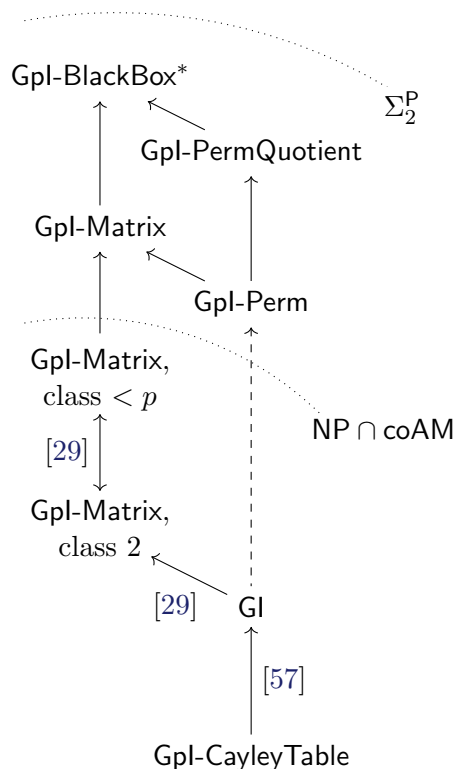 GpI-BlackBox*
Σ₂ᴾ
GpI-PermQuotient
GpI-Matrix
GpI-Perm
GpI-Matrix,
class < p
NP ∩ coAM
[29]
GpI-Matrix,
class 2
[29]
GI
[57]
GpI-CayleyTable